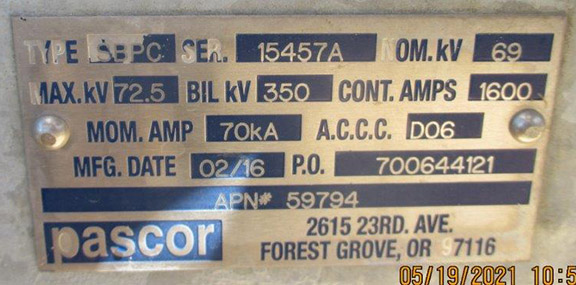 TYPE SBPC SER. 15457A NOM. kV 69
MAX. kV 72.5 BIL kV 350 CONT. AMPS 1600
MOM. AMP 70kA A.C.C.C. D06
MFG. DATE 02/16 P.O. 700644121
APN# 59794
pascor
2615 23RD. AVE.
FOREST GROVE, OR 97116
05/19/2021 10:5